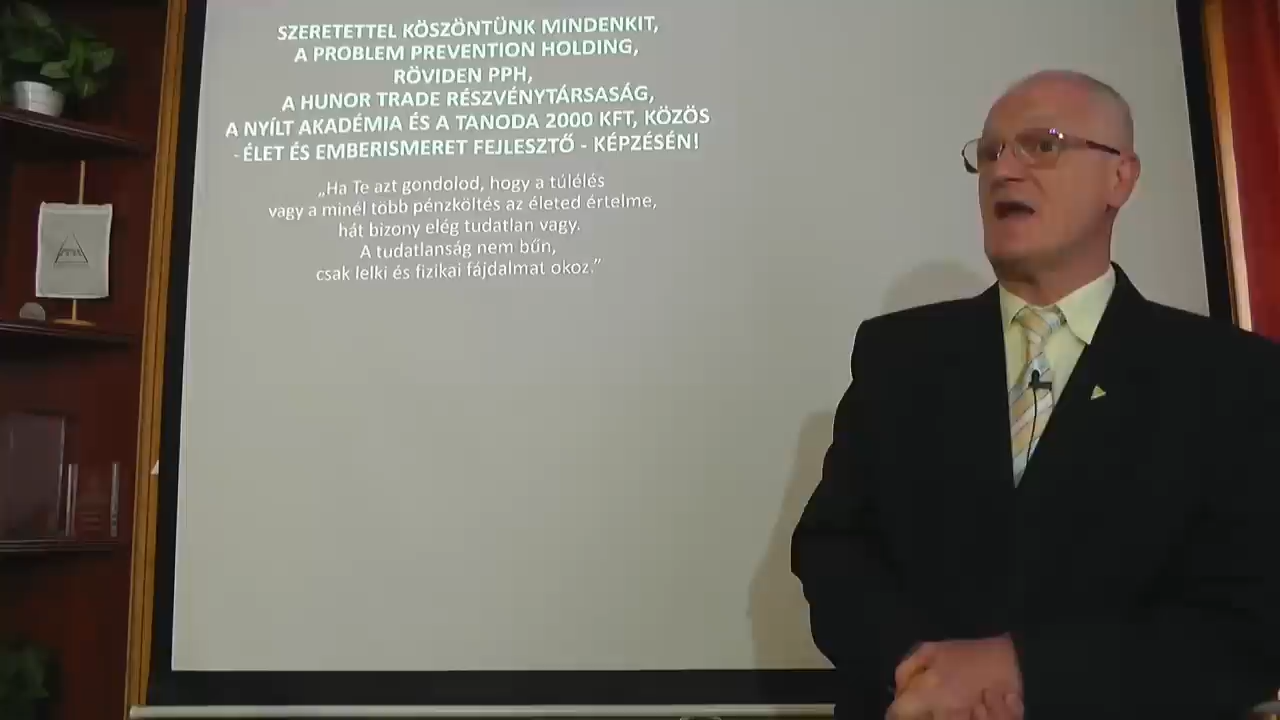 SZERETETTEL KÖSZÖNTÜNK MINDENKIT,
A PROBLEM PREVENTION HOLDING,
RÖVIDEN PPH,
A HUNOR TRADE RÉSZVÉNYTÁRSASÁG,
A NYÍLT AKADÉMIA ÉS A TANODA 2000 KFT, KÖZÖS
- ÉLET ÉS EMBERISMERET FEJLESZTŐ - KÉPZÉSÉN!
„Ha Te azt gondolod, hogy a túlélés
vagy a minél több pénzköltés az életed értelme,
hát bizony elég tudatlan vagy.
A tudatlanság nem bűn,
csak lelki és fizikai fájdalmat okoz.”